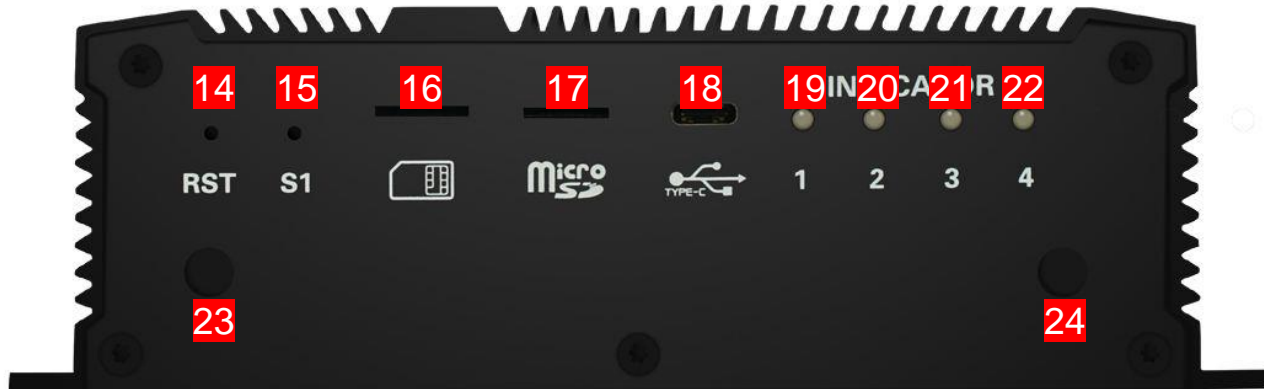 14 15 16 17 18 19 20 21 22
INDICATOR
RST S1 Micro SD TYPE-C 1 2 3 4
23 24